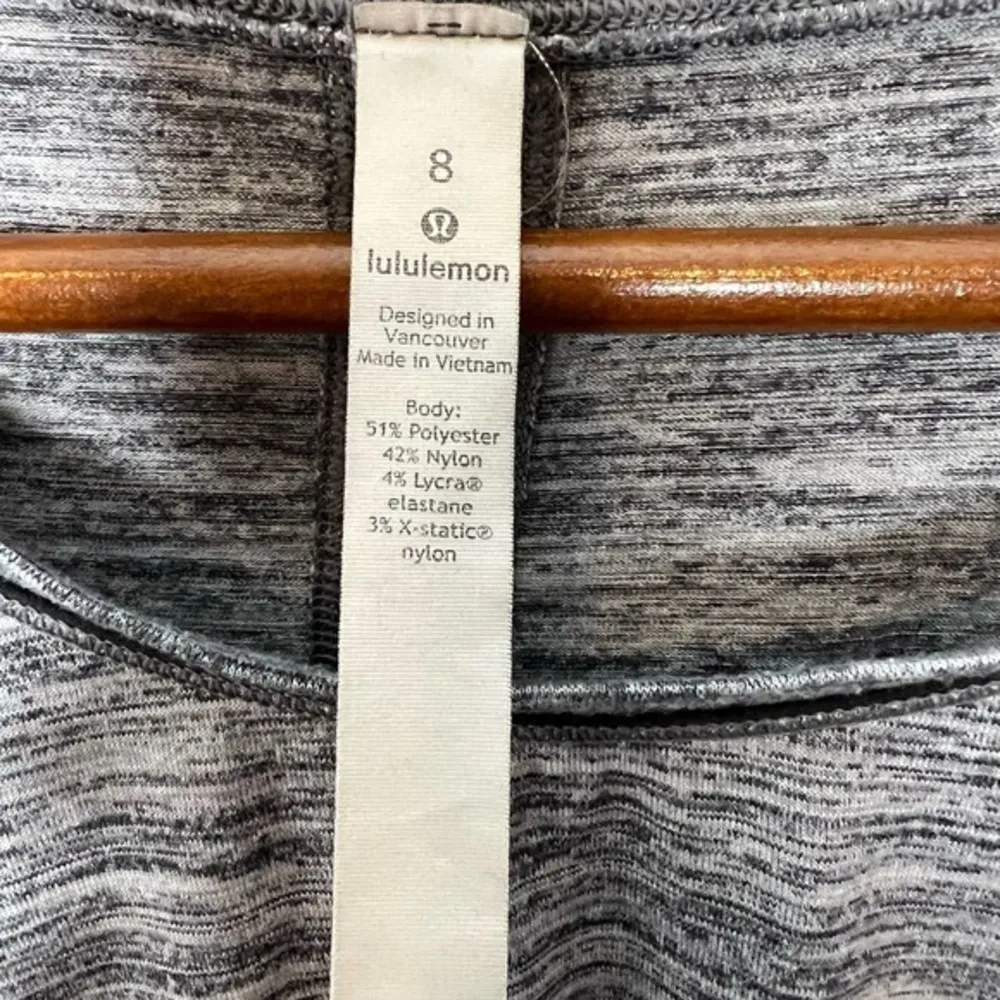 8
lululemon
Designed in
Vancouver
Made in Vietnam
Body:
51% Polyester
42% Nylon
4% Lycra®
elastane
3% X-static®
nylon